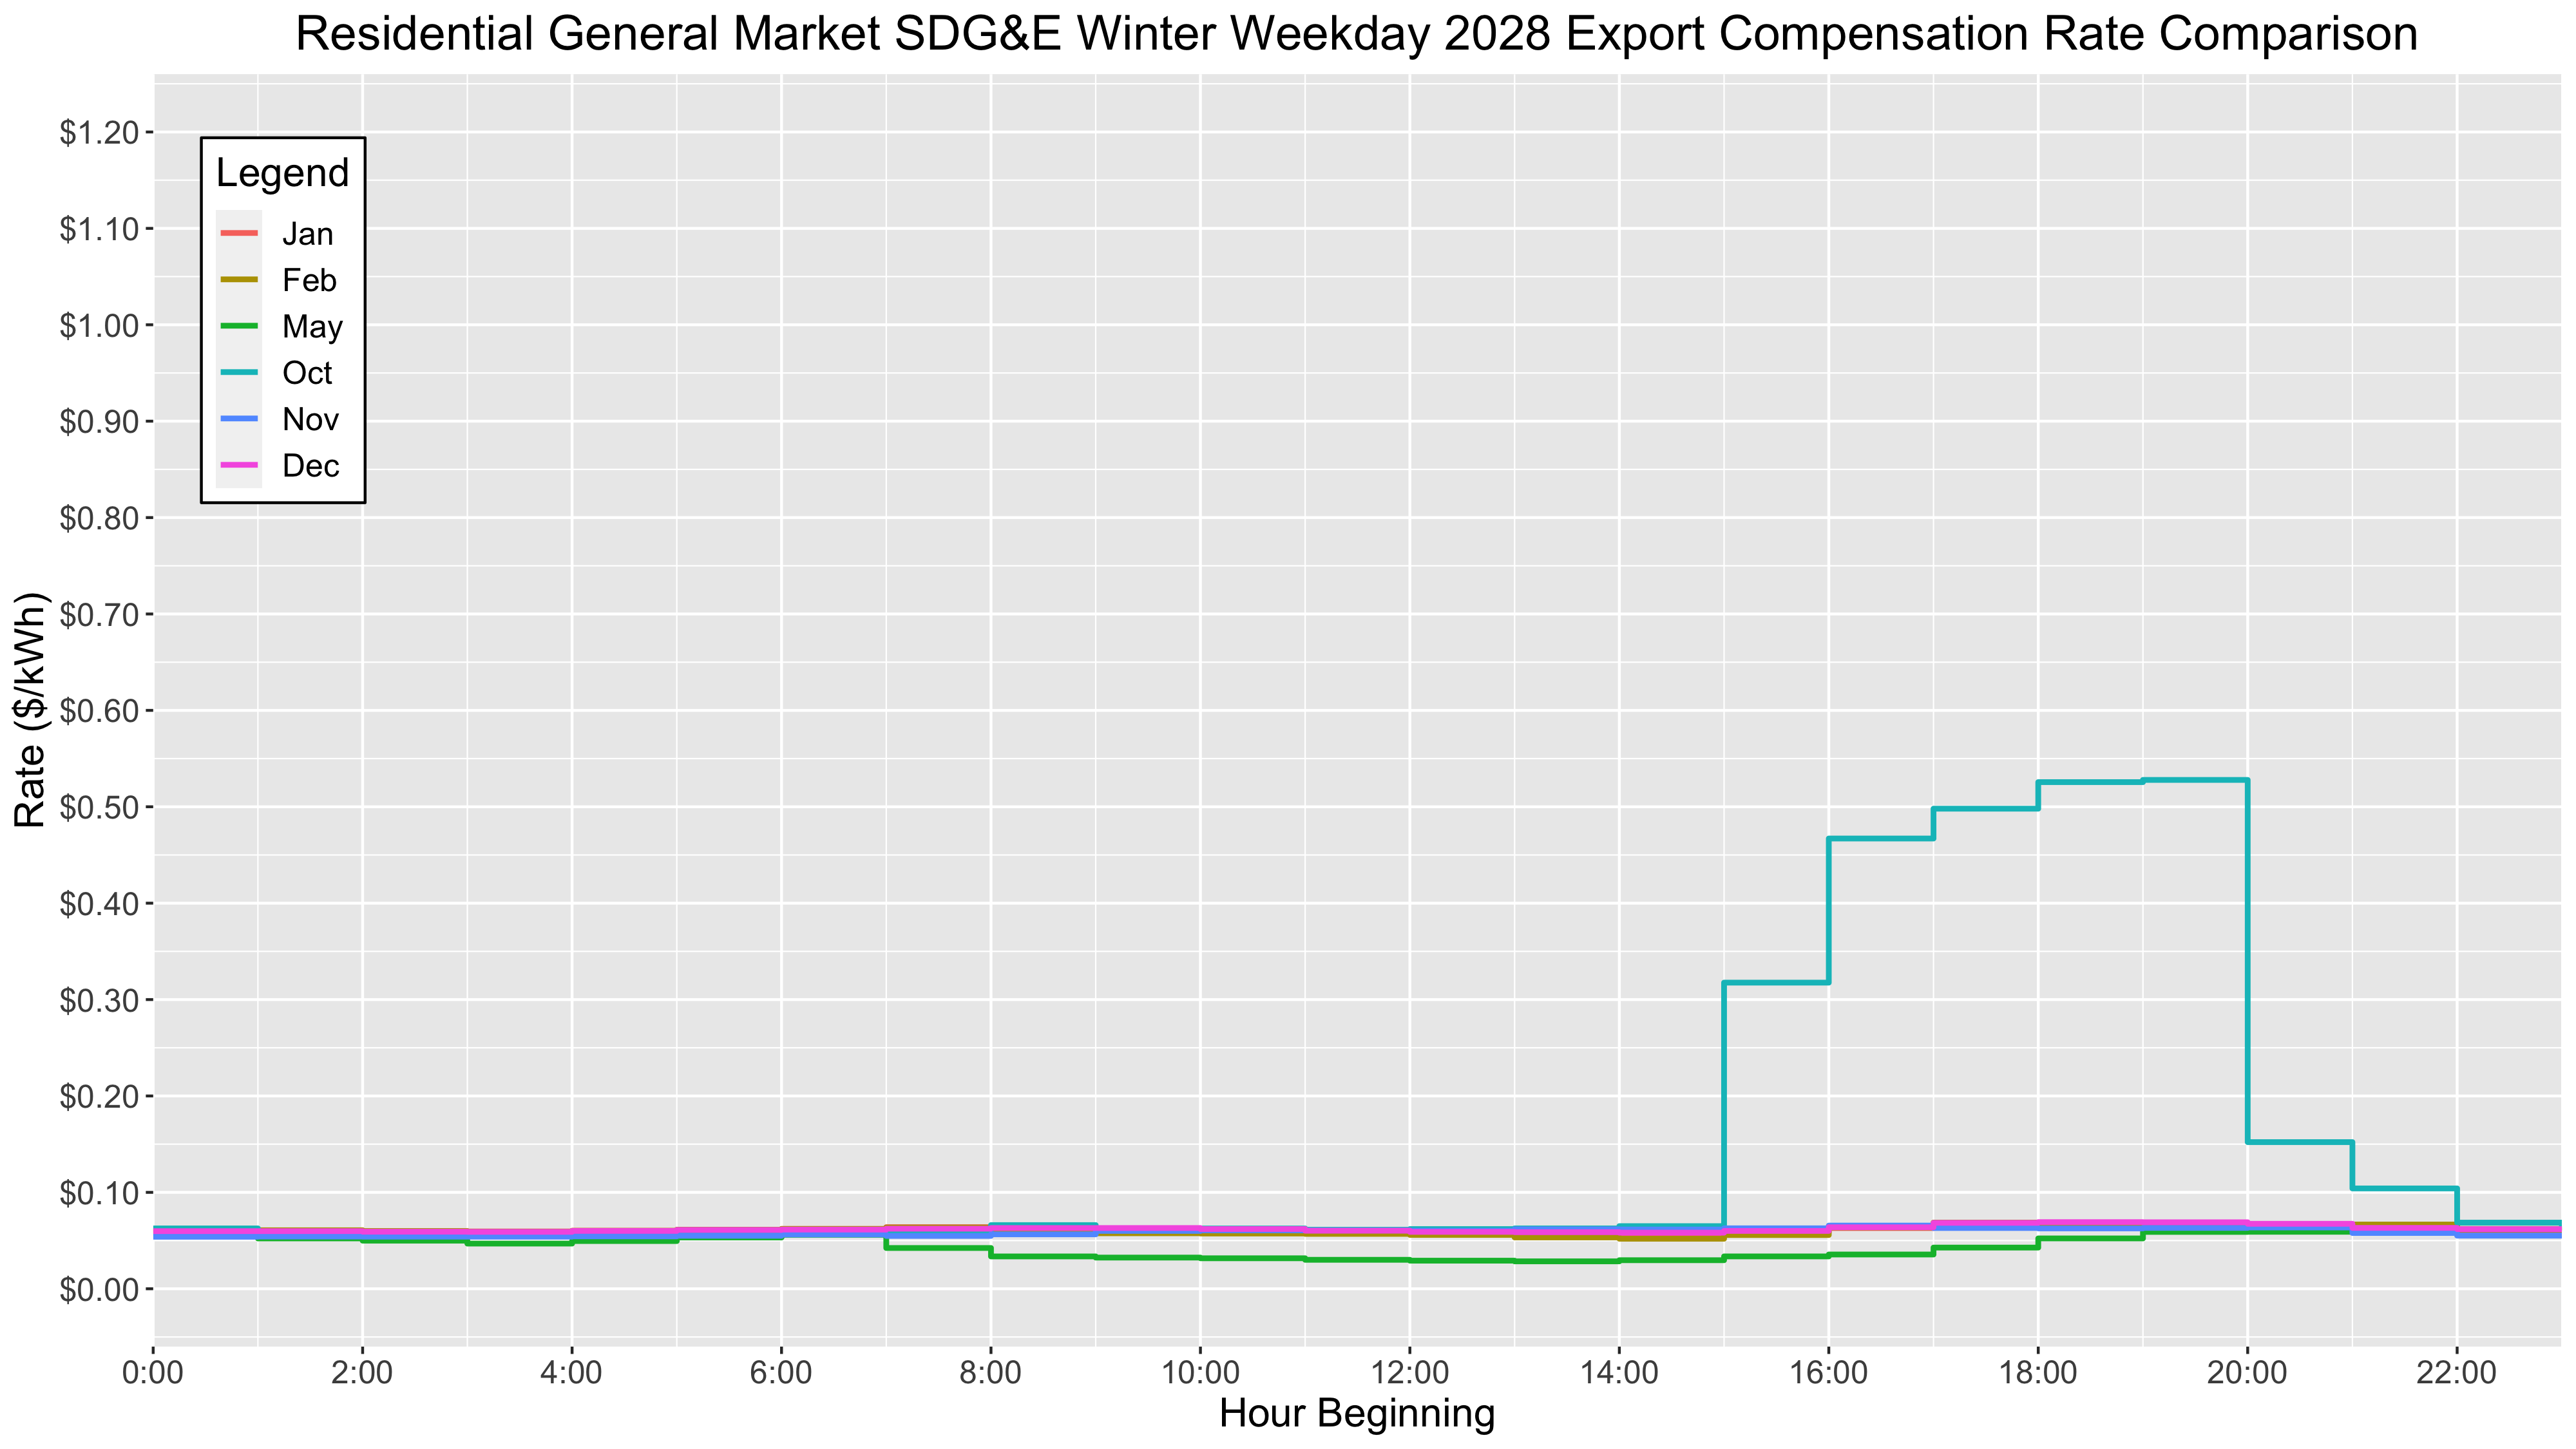 Residential General Market SDG&E Winter Weekday 2028 Export Compensation Rate Comparison
Legend
Jan
Feb
May
Oct
Nov
Dec
Rate ($/kWh)
$1.20
$1.10
$1.00
$0.90
$0.80
$0.70
$0.60
$0.50
$0.40
$0.30
$0.20
$0.10
$0.00
0:00 2:00 4:00 6:00 8:00 10:00 12:00 14:00 16:00 18:00 20:00 22:00
Hour Beginning